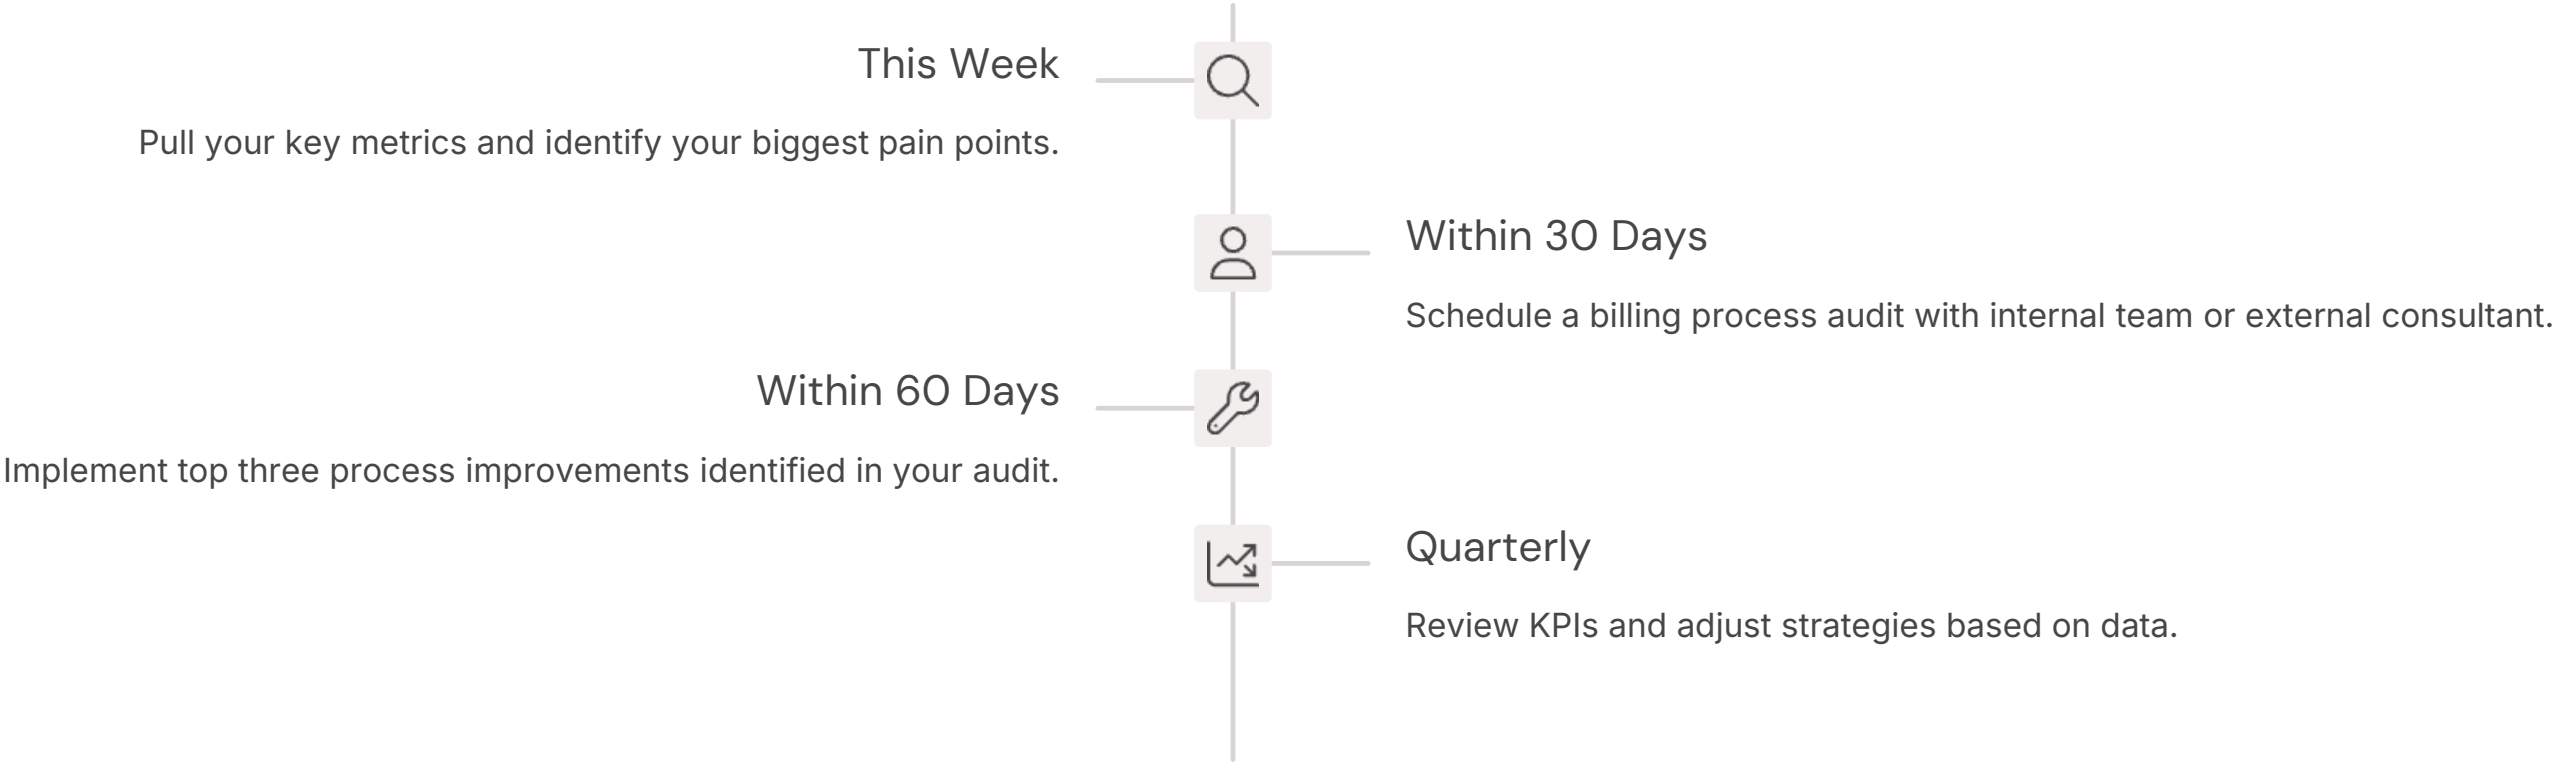 This Week
Pull your key metrics and identify your biggest pain points.
Within 30 Days
Schedule a billing process audit with internal team or external consultant.
Within 60 Days
Implement top three process improvements identified in your audit.
Quarterly
Review KPIs and adjust strategies based on data.